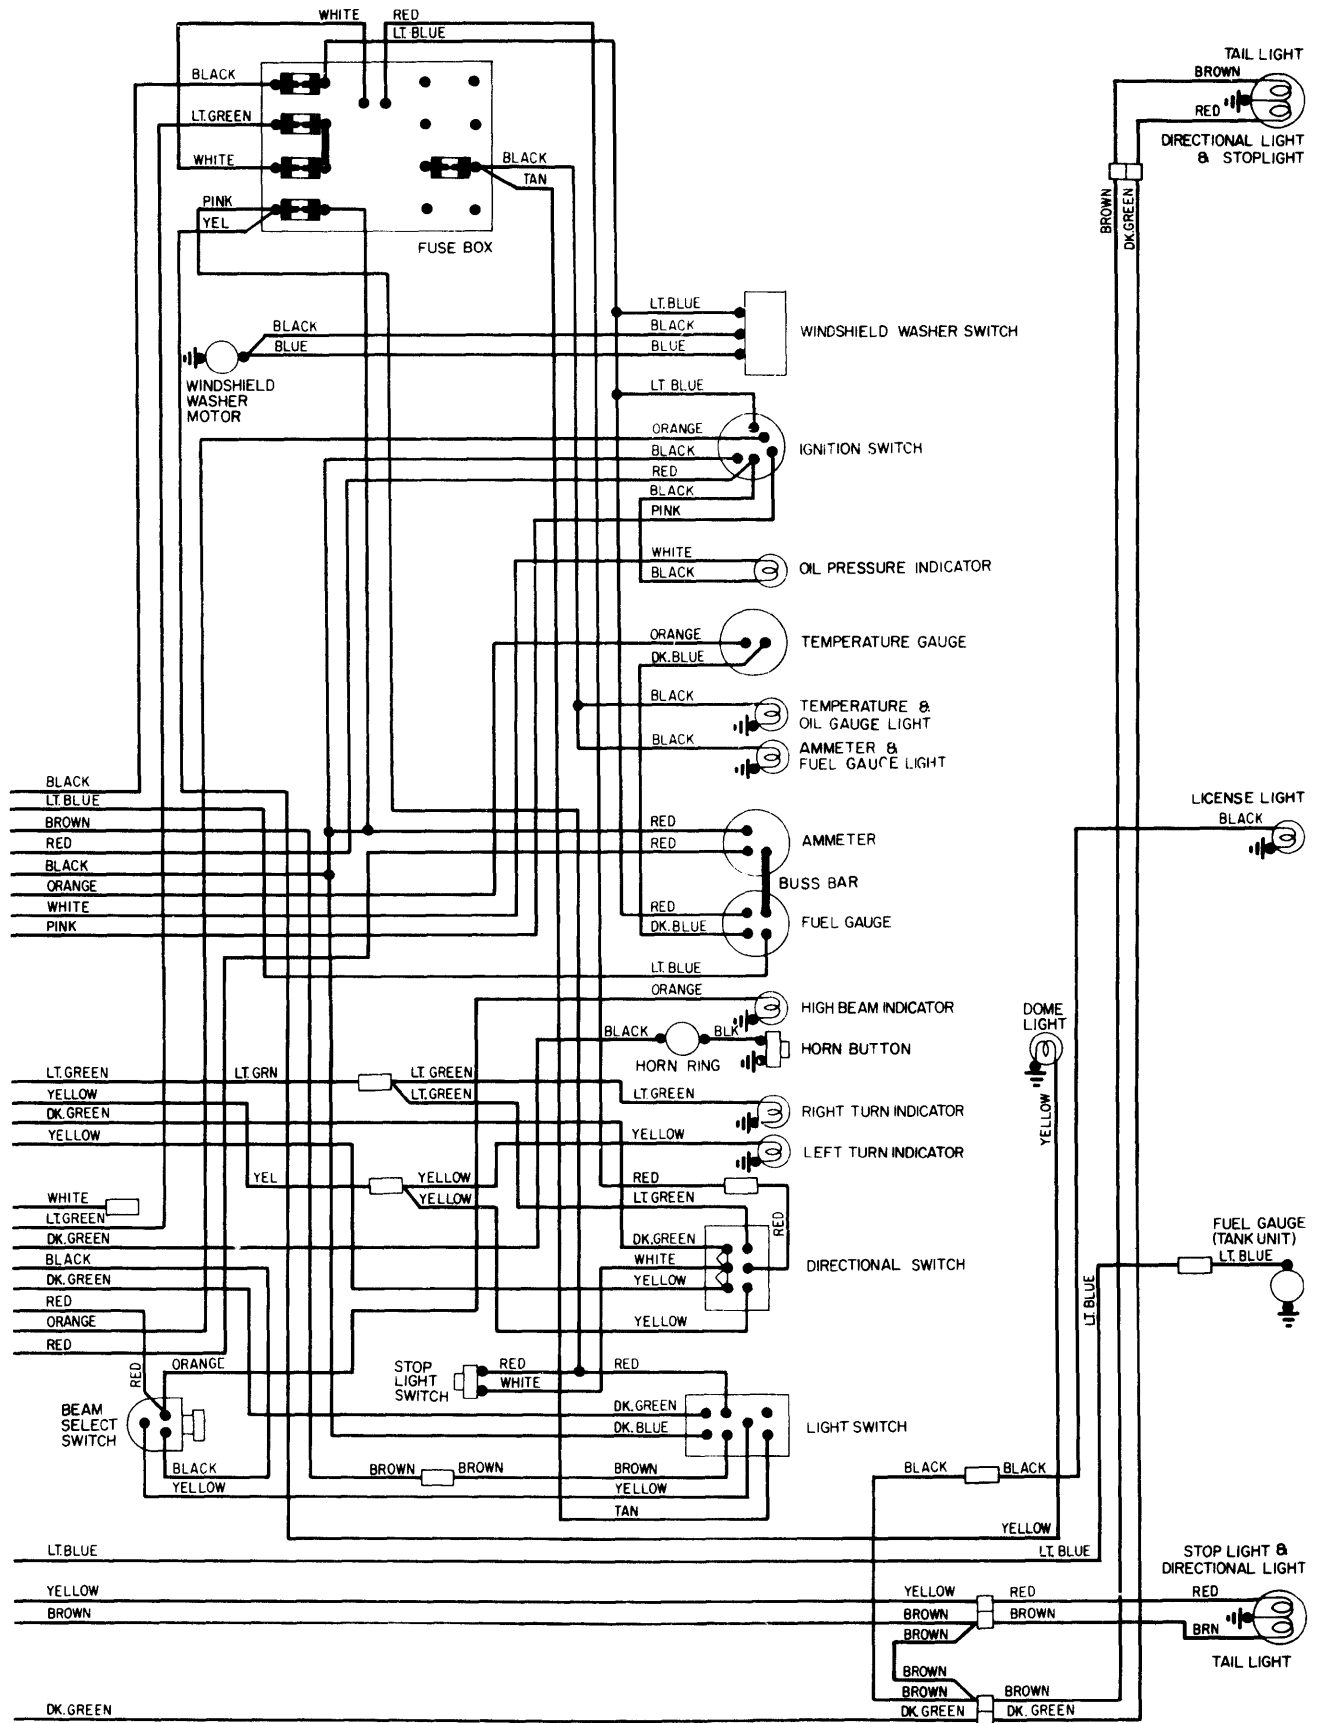 WHITE
RED
LT. BLUE
BLACK
LT. GREEN
WHITE
BLACK
TAN
PINK
YEL
FUSE BOX
TAIL LIGHT
BROWN
RED
DIRECTIONAL LIGHT
& STOPLIGHT
BROWN
DK.GREEN
LT. BLUE
BLACK
BLUE
WINDSHIELD WASHER SWITCH
BLACK
BLUE
WINDSHIELD
WASHER
MOTOR
LT. BLUE
ORANGE
BLACK
RED
BLACK
PINK
IGNITION SWITCH
WHITE
BLACK
OIL PRESSURE INDICATOR
ORANGE
DK.BLUE
TEMPERATURE GAUGE
BLACK
TEMPERATURE &
OIL GAUGE LIGHT
BLACK
AMMETER &
FUEL GAUGE LIGHT
BLACK
LT. BLUE
BROWN
RED
BLACK
ORANGE
WHITE
PINK
RED
RED
AMMETER
BUSS BAR
RED
DK.BLUE
FUEL GAUGE
LT. BLUE
LICENSE LIGHT
BLACK
ORANGE
HIGH BEAM INDICATOR
BLACK
BLK
HORN RING
HORN BUTTON
DOME
LIGHT
YELLOW
LT. GREEN
LT. GRN
LT. GREEN
YELLOW
LT.GREEN
LT. GREEN
DK.GREEN
RIGHT TURN INDICATOR
YELLOW
YELLOW
LEFT TURN INDICATOR
YEL
YELLOW
YELLOW
RED
LT.GREEN
RED
WHITE
LT.GREEN
DK.GREEN
BLACK
DK.GREEN
RED
ORANGE
RED
DK.GREEN
WHITE
YELLOW
DIRECTIONAL SWITCH
YELLOW
FUEL GAUGE
(TANK UNIT)
LT. BLUE
LT. BLUE
RED
ORANGE
STOP
LIGHT
SWITCH
RED
WHITE
RED
BEAM
SELECT
SWITCH
DK.GREEN
DK.BLUE
LIGHT SWITCH
BLACK
YELLOW
BROWN
BROWN
BROWN
YELLOW
TAN
BLACK
BLACK
YELLOW
LT.BLUE
LT. BLUE
STOP LIGHT &
DIRECTIONAL LIGHT
YELLOW
YELLOW
RED
RED
BROWN
BROWN
BROWN
BRN
BROWN
TAIL LIGHT
BROWN
BROWN
BROWN
DK.GREEN
DK.GREEN
DK. GREEN